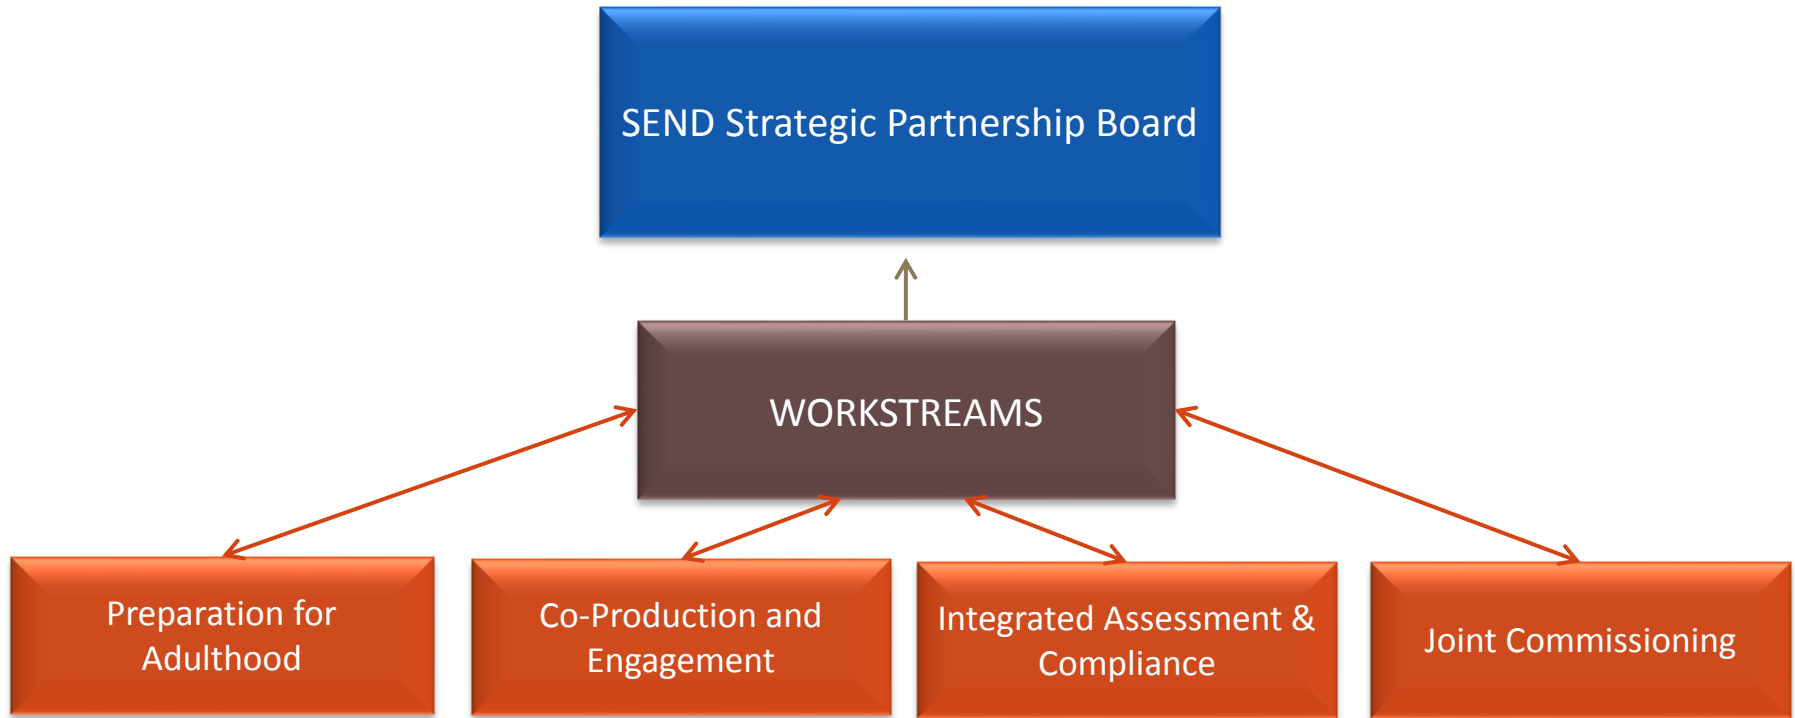 SEND Strategic Partnership Board
WORKSTREAMS
Preparation for
Adulthood
Co-Production and
Engagement
Integrated Assessment &
Compliance
Joint Commissioning